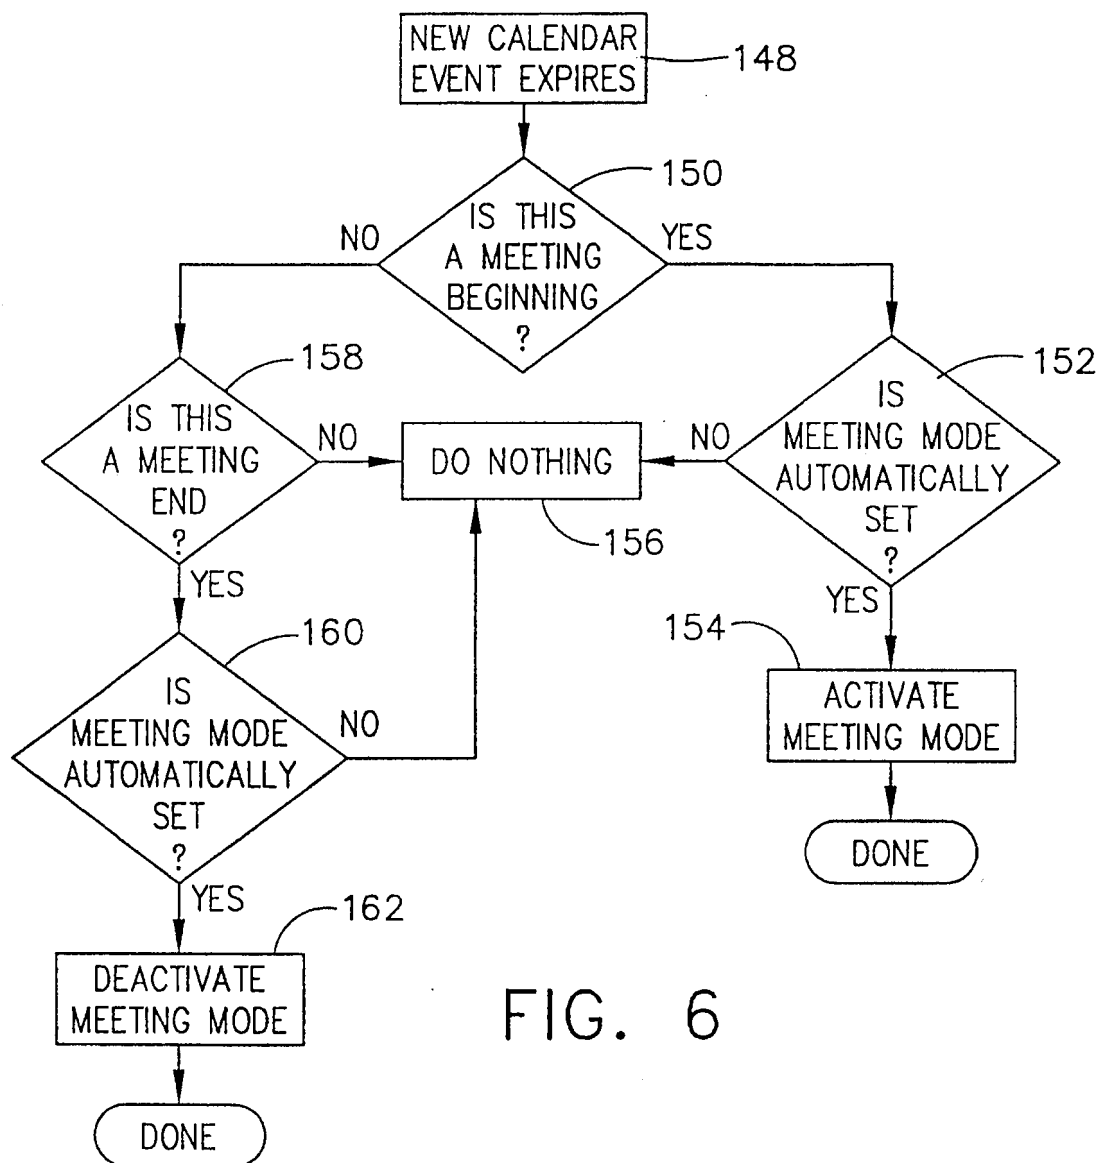 NEW CALENDAR
EVENT EXPIRES
148
150
IS THIS
A MEETING
BEGINNING
?
NO
YES
158
IS THIS
A MEETING
END
?
NO
DO NOTHING
156
NO
152
IS
MEETING MODE
AUTOMATICALLY
SET
?
YES
YES
160
IS
MEETING MODE
AUTOMATICALLY
SET
?
NO
154
ACTIVATE
MEETING MODE
DONE
YES
162
DEACTIVATE
MEETING MODE
DONE
FIG. 6